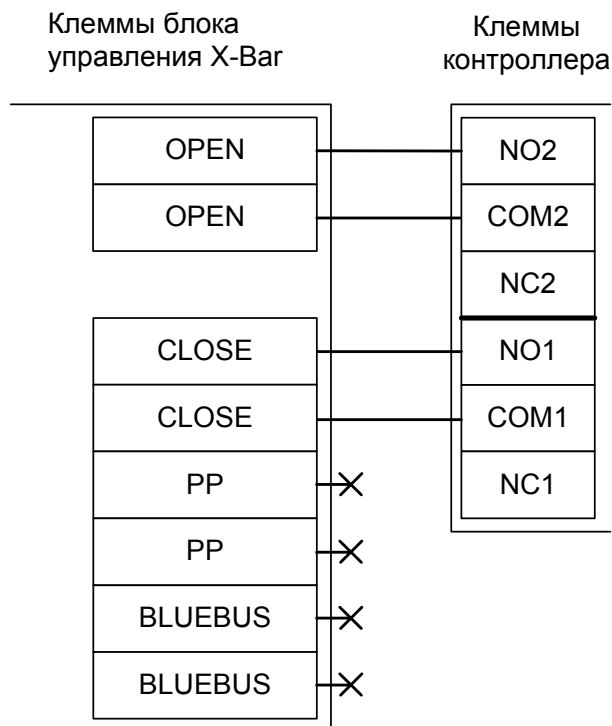 Клеммы блока
управления X-Bar
Клеммы
контроллера
OPEN
OPEN
CLOSE
CLOSE
PP
PP
BLUEBUS
BLUEBUS
NO2
COM2
NC2
NO1
COM1
NC1